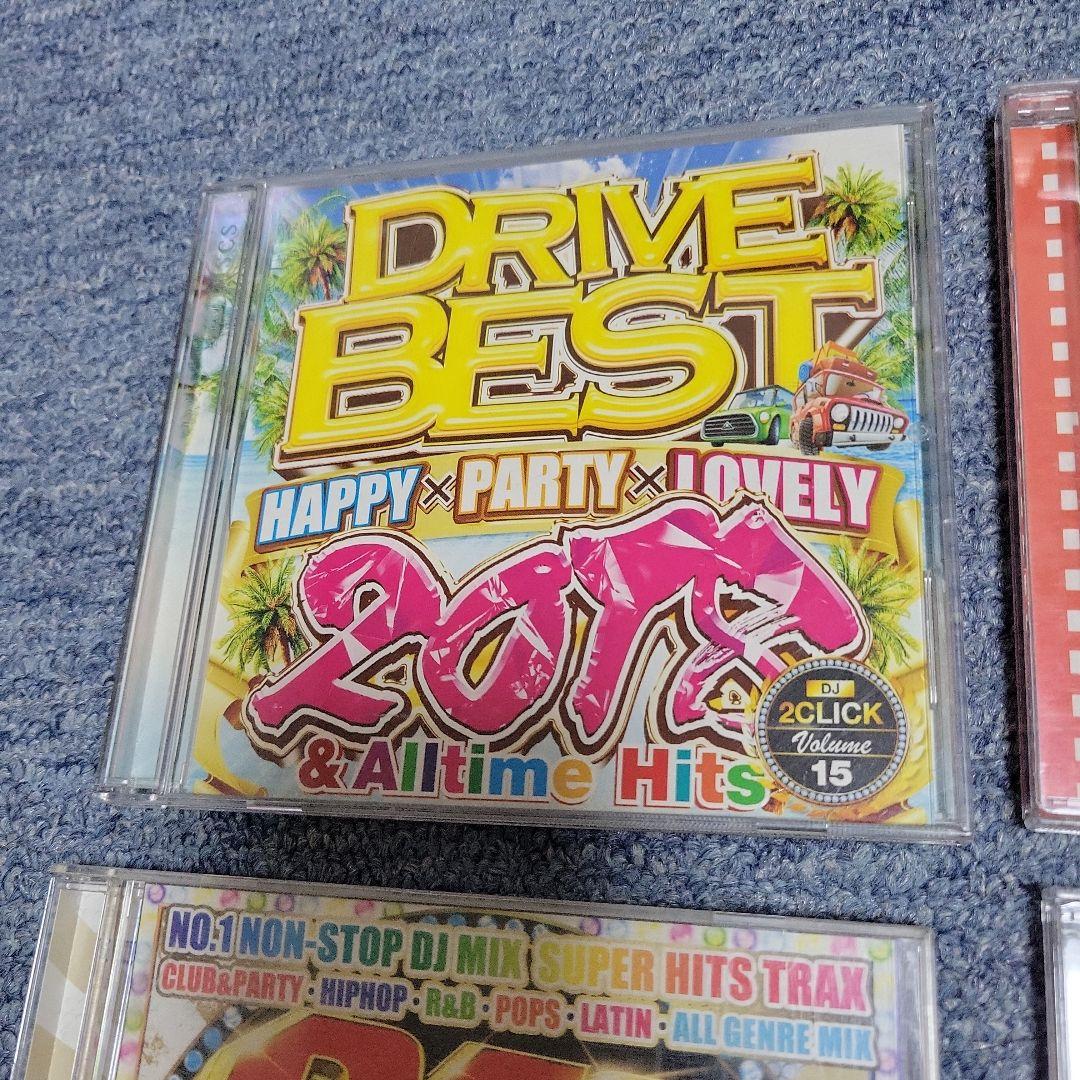 DRIVE
BEST
HAPPY×PARTY×LOVELY
& Alltime Hits
DJ
2CLICK
Volume
15
NO.1 NON-STOP DJ MIX SUPER HITS TRAX
CLUB&PARTY・HIPHOP・R&B・POPS・LATIN・ALL GENRE MIX